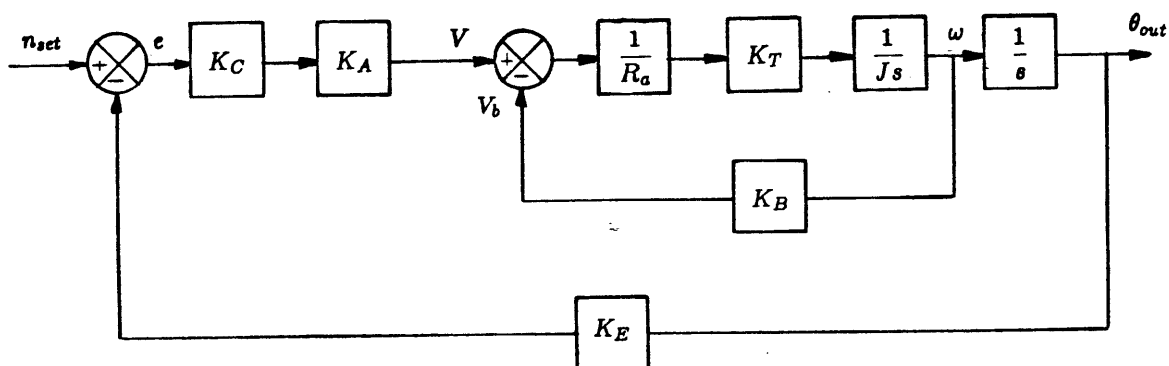 n_set + − e K_C K_A V + − V_b 1/R_a K_T 1/Js ω 1/s θ_out
K_B
K_E